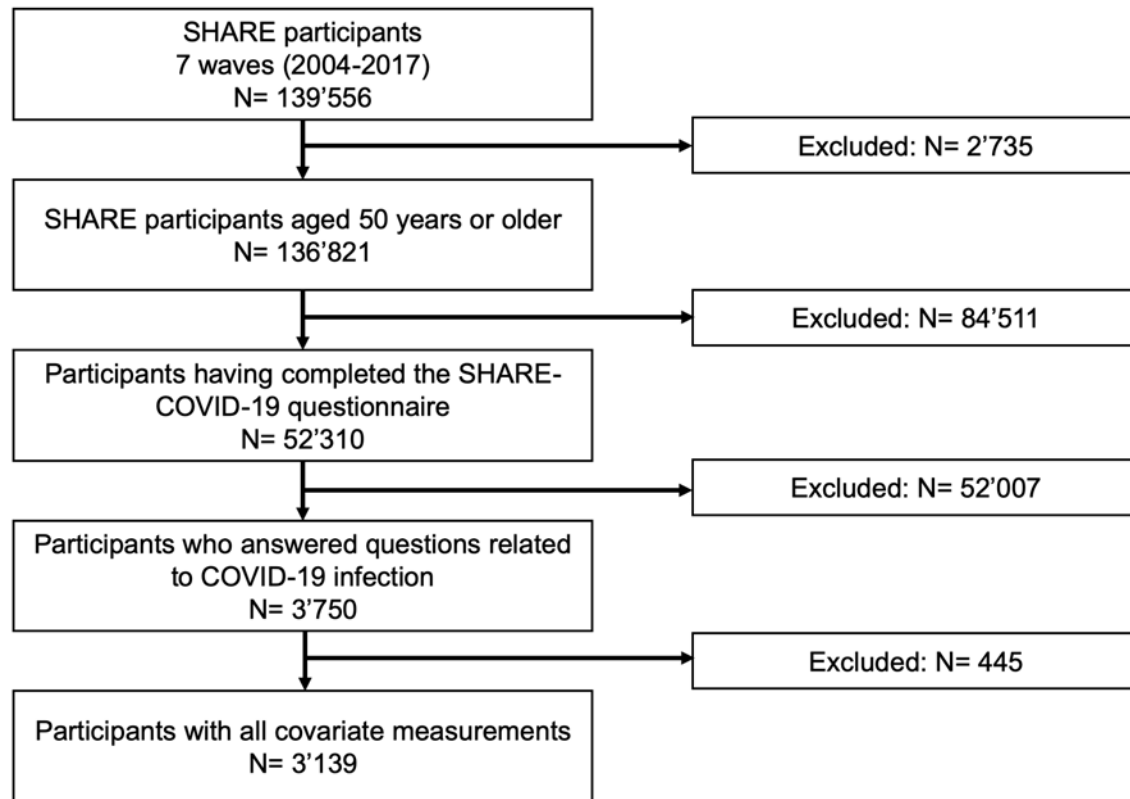 SHARE participants
7 waves (2004-2017)
N= 139'556
Excluded: N= 2'735
SHARE participants aged 50 years or older
N= 136'821
Excluded: N= 84'511
Participants having completed the SHARE-
COVID-19 questionnaire
N= 52'310
Excluded: N= 52'007
Participants who answered questions related
to COVID-19 infection
N= 3'750
Excluded: N= 445
Participants with all covariate measurements
N= 3'139